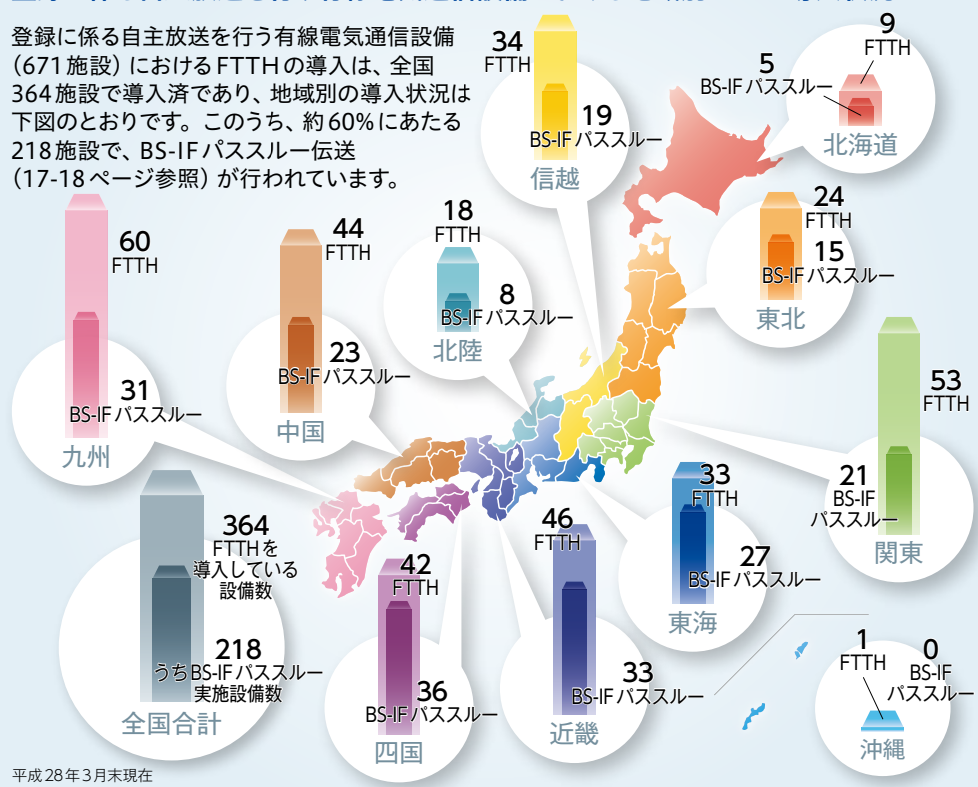 登録に係る自主放送を行う有線電気通信設備
(671施設)におけるFTTHの導入は、全国
364施設で導入済であり、地域別の導入状況は
下図のとおりです。このうち、約60%にあたる
218施設で、BS-IFパススルー伝送
(17-18ページ参照)が行われています。
34
FTTH
19
BS-IFパススルー
信越
9
FTTH
5
BS-IFパススルー
北海道
60
FTTH
31
BS-IFパススルー
九州
44
FTTH
23
BS-IFパススルー
中国
18
FTTH
8
BS-IFパススルー
北陸
24
FTTH
15
BS-IFパススルー
東北
53
FTTH
21
BS-IF
パススルー
関東
364
FTTHを
導入している
設備数
218
うちBS-IFパススルー
実施設備数
全国合計
42
FTTH
36
BS-IFパススルー
四国
46
FTTH
33
BS-IFパススルー
近畿
33
FTTH
27
BS-IFパススルー
東海
1
FTTH
0
BS-IF
パススルー
沖縄
平成28年3月末現在